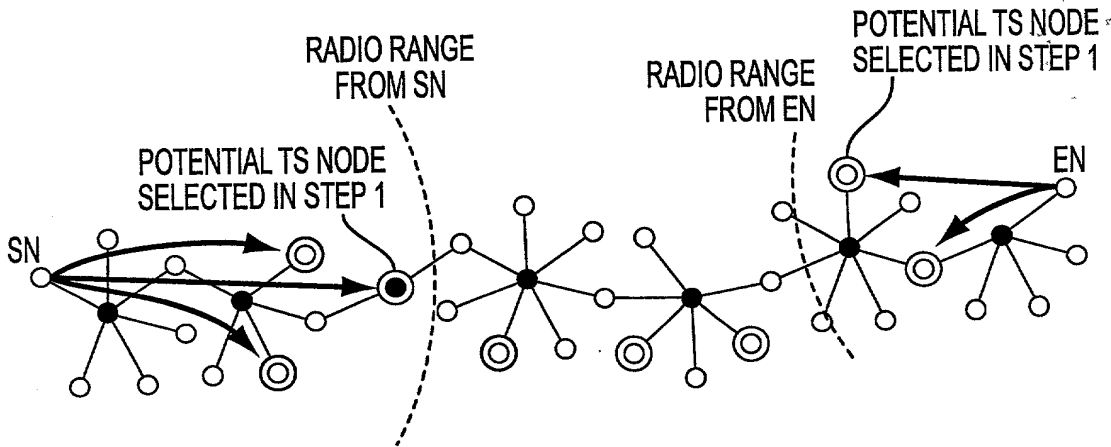 POTENTIAL TS NODE
SELECTED IN STEP 1
RADIO RANGE
FROM SN
RADIO RANGE
FROM EN
POTENTIAL TS NODE
SELECTED IN STEP 1
EN
SN